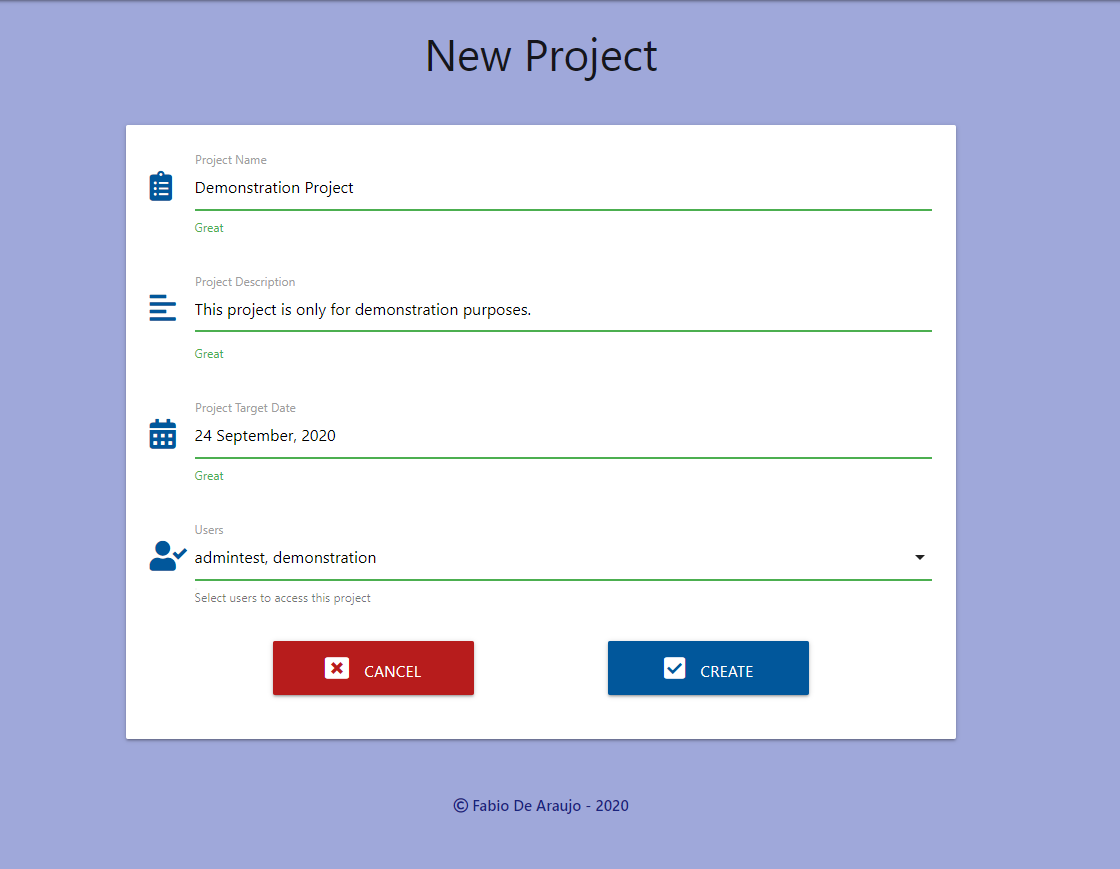 New Project
Project Name
Demonstration Project
Great
Project Description
This project is only for demonstration purposes.
Great
Project Target Date
24 September, 2020
Great
Users
admintest, demonstration
Select users to access this project
CANCEL
CREATE
© Fabio De Araujo - 2020